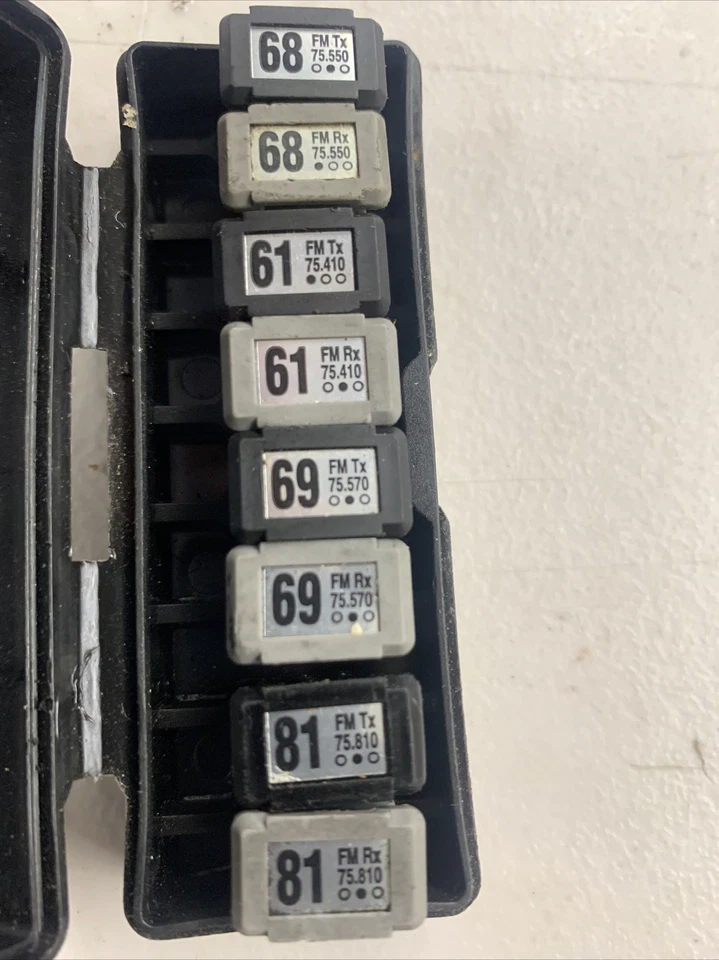 68 FM Tx
75.550
○●○
68 FM Rx
75.550
●○○
61 FM Tx
75.410
●○○
61 FM Rx
75.410
○●○
69 FM Tx
75.570
○●○
69 FM Rx
75.570
○●○
81 FM Tx
75.810
○●○
81 FM Rx
75.810
○●○